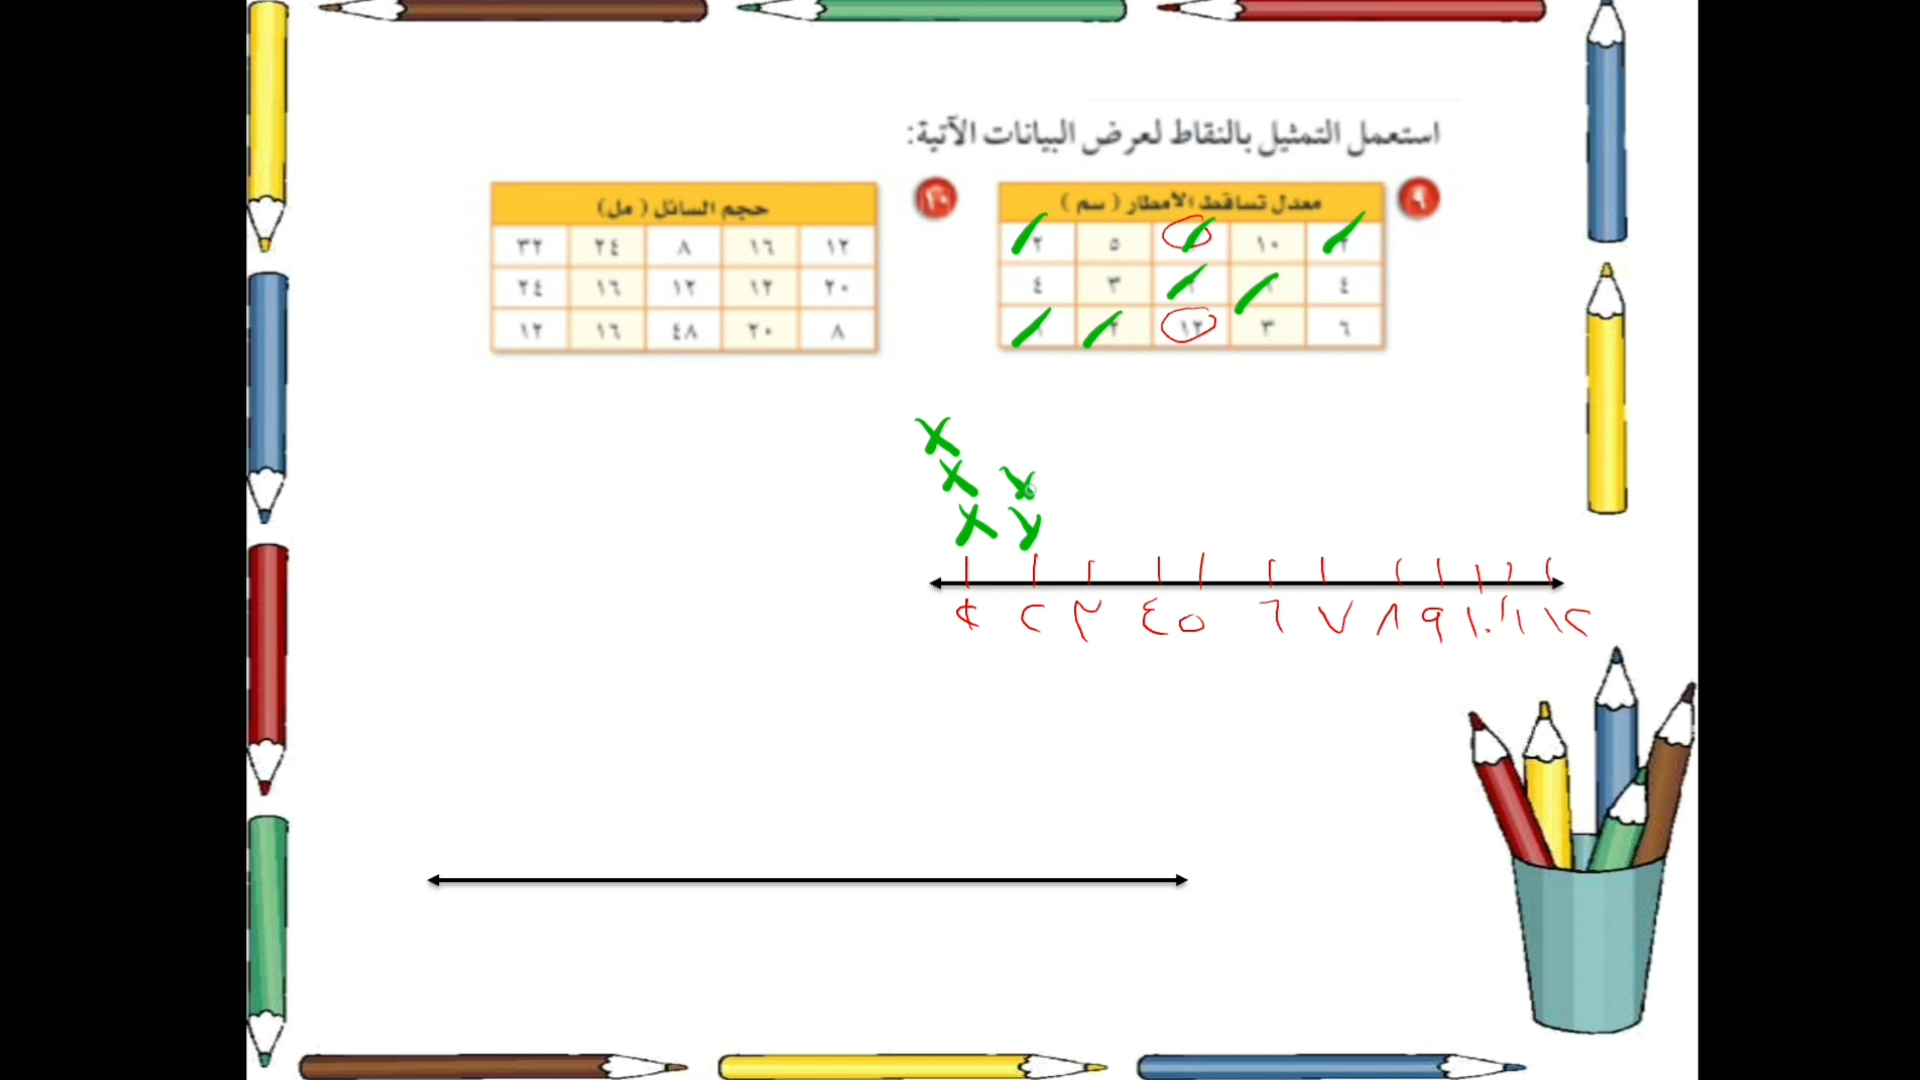 استعمل التمثيل بالنقاط لعرض البيانات الآتية:
٩
معدل تساقط الأمطار ( سم )
١٠ ٥ ٢
٤ ٣ ٤
٦ ٣ ١٢ ٢
١٠
حجم السائل ( مل )
١٢ ١٦ ٨ ٢٤ ٣٢
٢٠ ١٢ ١٢ ١٦ ٢٤
٨ ٢٠ ٤٨ ١٦ ١٢
٢ ٣ ٤ ٥ ٦ ٧ ٨ ٩ ١٠ ١١ ١٢